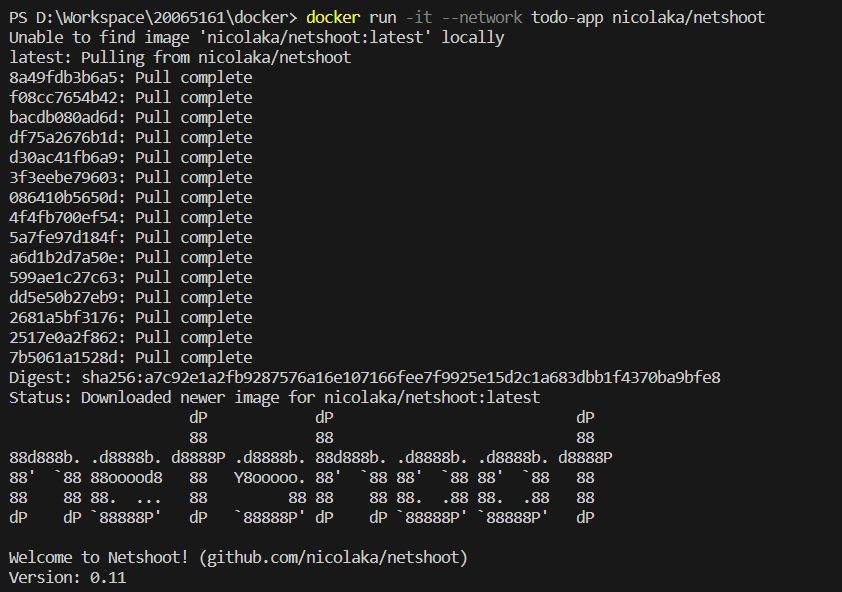 PS D:\Workspace\20065161\docker> docker run -it --network todo-app nicolaka/netshoot
Unable to find image 'nicolaka/netshoot:latest' locally
latest: Pulling from nicolaka/netshoot
8a49fdb3b6a5: Pull complete
f08cc7654b42: Pull complete
bacdb080ad6d: Pull complete
df75a2676b1d: Pull complete
d30ac41fb6a9: Pull complete
3f3eebe79603: Pull complete
086410b5650d: Pull complete
4f4fb700ef54: Pull complete
5a7fe97d184f: Pull complete
a6d1b2d7a50e: Pull complete
599ae1c27c63: Pull complete
dd5e50b27eb9: Pull complete
2681a5bf3176: Pull complete
2517e0a2f862: Pull complete
7b5061a1528d: Pull complete
Digest: sha256:a7c92e1a2fb9287576a16e107166fee7f9925e15d2c1a683dbb1f4370ba9bfe8
Status: Downloaded newer image for nicolaka/netshoot:latest
                    dP            dP                           dP
                    88            88                           88
88d888b. .d8888b. d8888P .d8888b. 88d888b. .d8888b. .d8888b. d8888P
88'  `88 88ooood8   88   Y8ooooo. 88'  `88 88'  `88 88'  `88   88
88    88 88.  ...   88         88 88    88 88.  .88 88.  .88   88
dP    dP `88888P'   dP   `88888P' dP    dP `88888P' `88888P'   dP
Welcome to Netshoot! (github.com/nicolaka/netshoot)
Version: 0.11